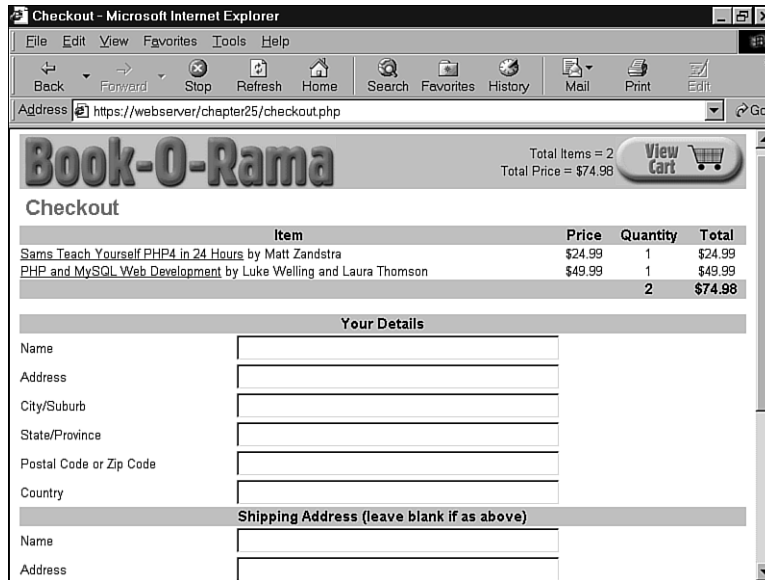 Checkout - Microsoft Internet Explorer
File Edit View Favorites Tools Help
Back Forward Stop Refresh Home Search Favorites History Mail Print Edit
Address https://webserver/chapter25/checkout.php Go
Book-O-Rama
Total Items = 2
Total Price = $74.98
View
Cart
Checkout
Item Price Quantity Total
Sams Teach Yourself PHP4 in 24 Hours by Matt Zandstra $24.99 1 $24.99
PHP and MySQL Web Development by Luke Welling and Laura Thomson $49.99 1 $49.99
2 $74.98
Your Details
Name
Address
City/Suburb
State/Province
Postal Code or Zip Code
Country
Shipping Address (leave blank if as above)
Name
Address